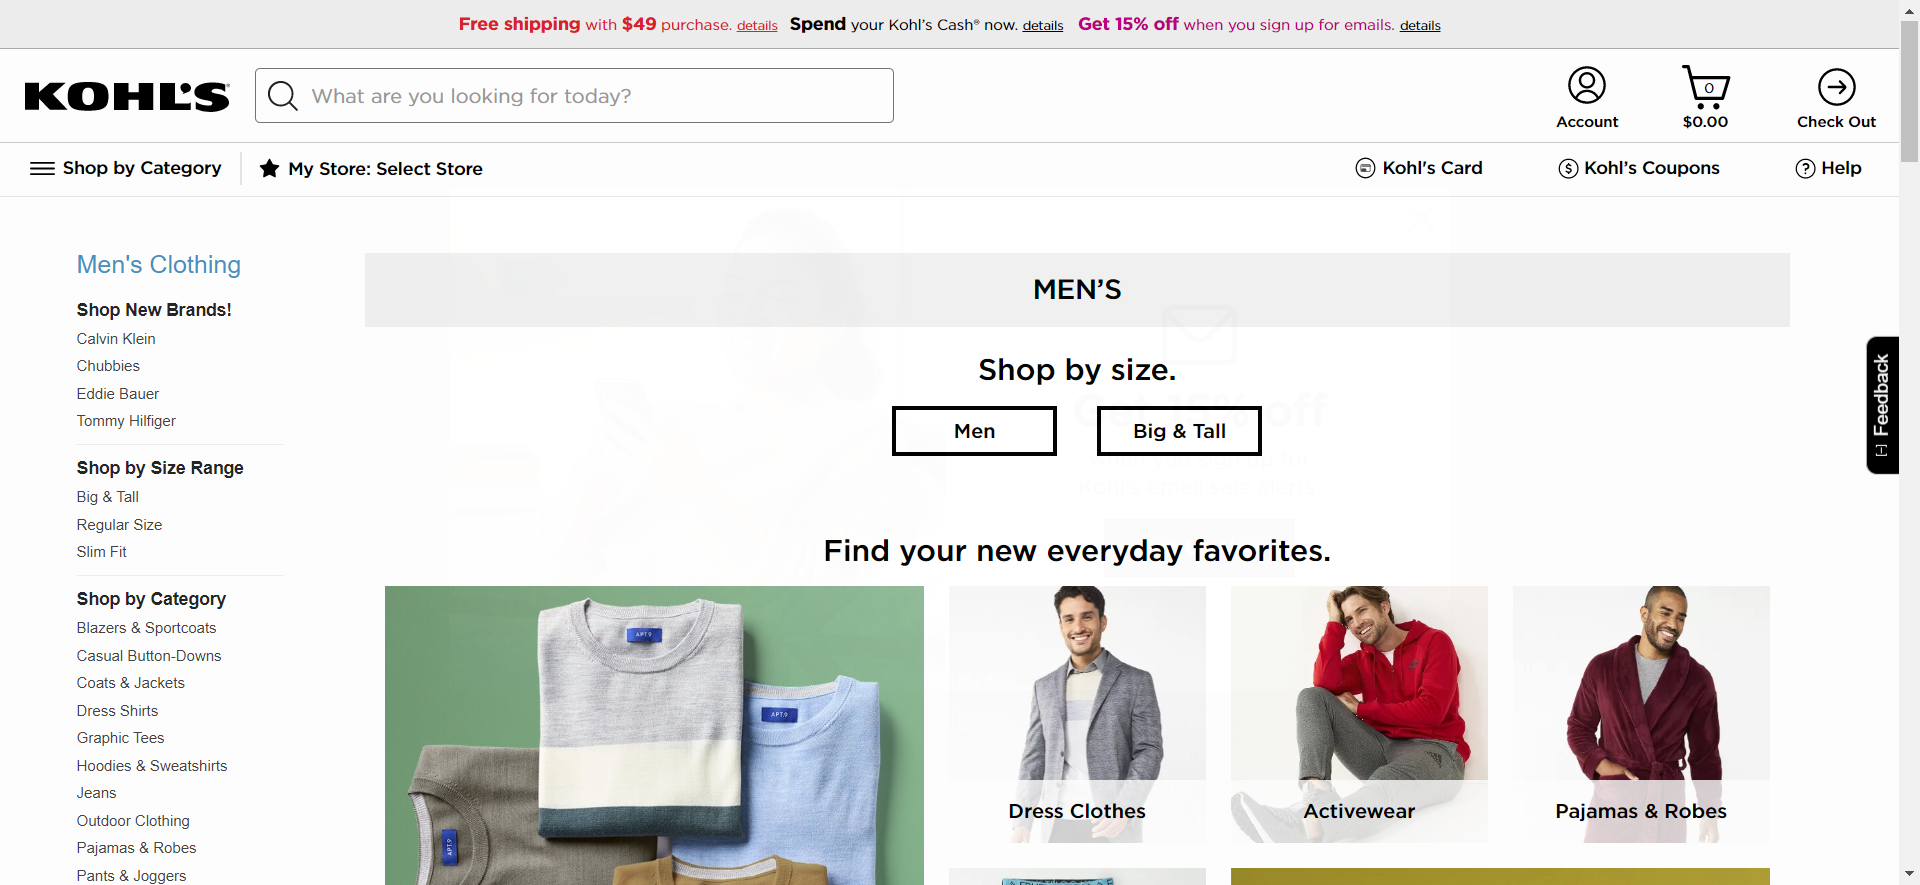 Free shipping with $49 purchase. details Spend your Kohl's Cash® now. details Get 15% off when you sign up for emails. details
KOHL'S
What are you looking for today?
0
Account
$0.00
Check Out
Shop by Category
My Store: Select Store
Kohl's Card
$ Kohl's Coupons
? Help
Men's Clothing
Shop New Brands!
Calvin Klein
Chubbies
Eddie Bauer
Tommy Hilfiger
Shop by Size Range
Big & Tall
Regular Size
Slim Fit
Shop by Category
Blazers & Sportcoats
Casual Button-Downs
Coats & Jackets
Dress Shirts
Graphic Tees
Hoodies & Sweatshirts
Jeans
Outdoor Clothing
Pajamas & Robes
Pants & Joggers
MEN'S
Shop by size.
Men
Big & Tall
Get 15% off
Find your new everyday favorites.
APT.9
APT.9
APT.9
Dress Clothes
Activewear
Pajamas & Robes
[-] Feedback